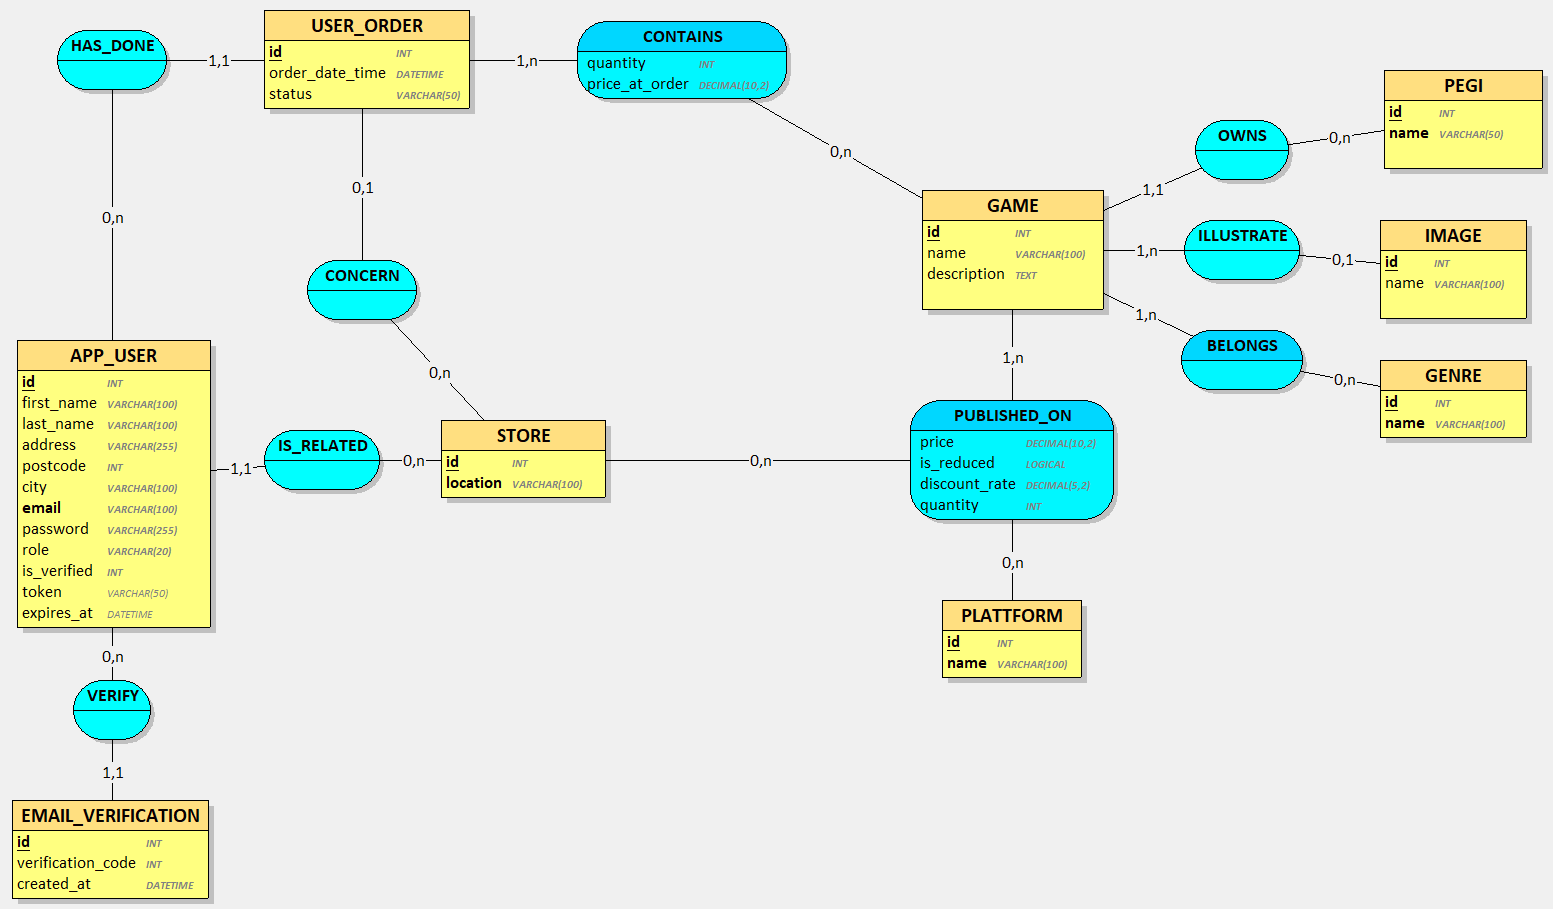 HAS_DONE
1,1
USER_ORDER
id INT
order_date_time DATETIME
status VARCHAR(50)
1,n
CONTAINS
quantity INT
price_at_order DECIMAL(10,2)
0,n
PEGI
id INT
name VARCHAR(50)
OWNS
0,n
1,1
0,1
0,n
GAME
id INT
name VARCHAR(100)
description TEXT
ILLUSTRATE
1,n
0,1
IMAGE
id INT
name VARCHAR(100)
CONCERN
0,n
1,n
BELONGS
0,n
GENRE
id INT
name VARCHAR(100)
1,n
APP_USER
id INT
first_name VARCHAR(100)
last_name VARCHAR(100)
address VARCHAR(255)
postcode INT
city VARCHAR(100)
email VARCHAR(100)
password VARCHAR(255)
role VARCHAR(20)
is_verified INT
token VARCHAR(50)
expires_at DATETIME
1,1
IS_RELATED
0,n
STORE
id INT
location VARCHAR(100)
0,n
PUBLISHED_ON
price DECIMAL(10,2)
is_reduced LOGICAL
discount_rate DECIMAL(5,2)
quantity INT
0,n
PLATTFORM
id INT
name VARCHAR(100)
0,n
VERIFY
1,1
EMAIL_VERIFICATION
id INT
verification_code INT
created_at DATETIME